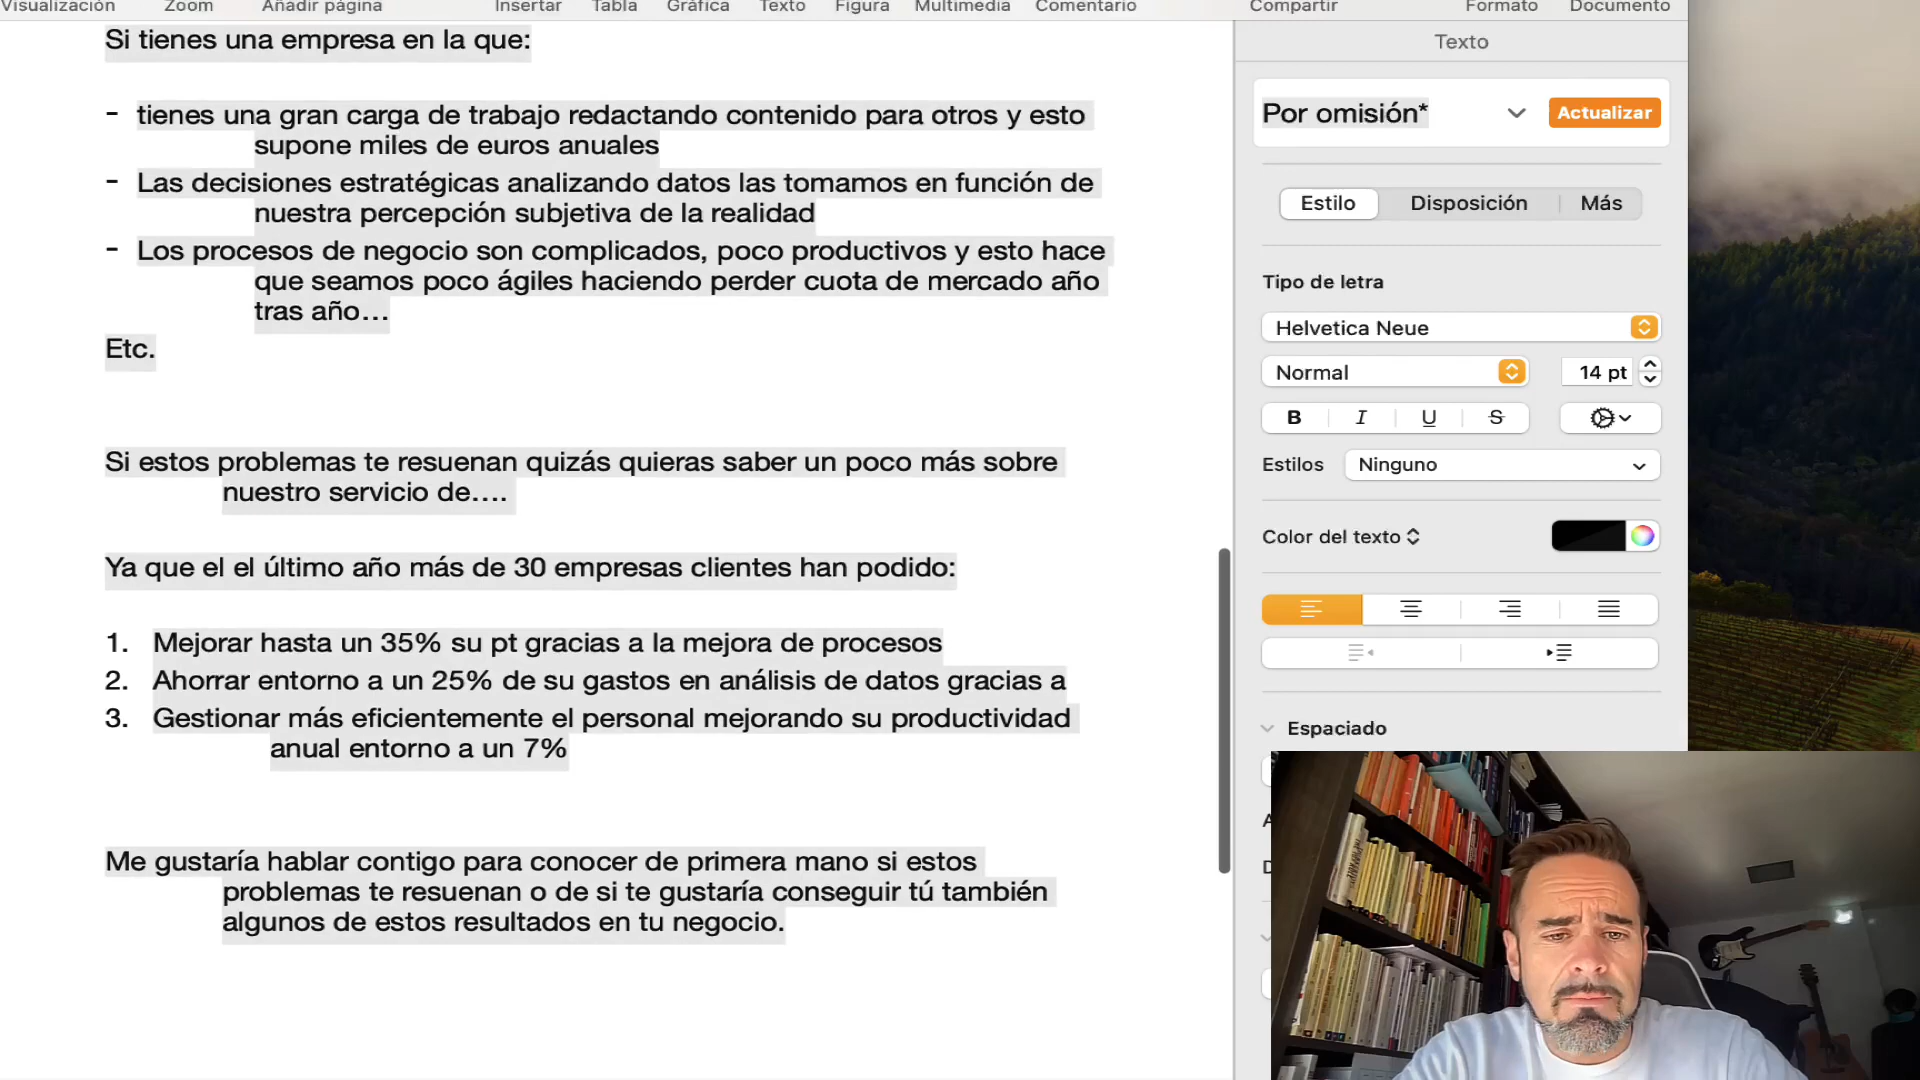 Visualización Zoom Añadir página Insertar Tabla Gráfica Texto Figura Multimedia Comentario Compartir Formato Documento
Si tienes una empresa en la que:
- tienes una gran carga de trabajo redactando contenido para otros y esto
supone miles de euros anuales
- Las decisiones estratégicas analizando datos las tomamos en función de
nuestra percepción subjetiva de la realidad
- Los procesos de negocio son complicados, poco productivos y esto hace
que seamos poco ágiles haciendo perder cuota de mercado año
tras año…
Etc.
Si estos problemas te resuenan quizás quieras saber un poco más sobre
nuestro servicio de….
Ya que el el último año más de 30 empresas clientes han podido:
1. Mejorar hasta un 35% su pt gracias a la mejora de procesos
2. Ahorrar entorno a un 25% de su gastos en análisis de datos gracias a
3. Gestionar más eficientemente el personal mejorando su productividad
anual entorno a un 7%
Me gustaría hablar contigo para conocer de primera mano si estos
problemas te resuenan o de si te gustaría conseguir tú también
algunos de estos resultados en tu negocio.
Texto
Por omisión*
Actualizar
Estilo Disposición Más
Tipo de letra
Helvetica Neue
Normal 14 pt
B I U S
Estilos Ninguno
Color del texto
Espaciado